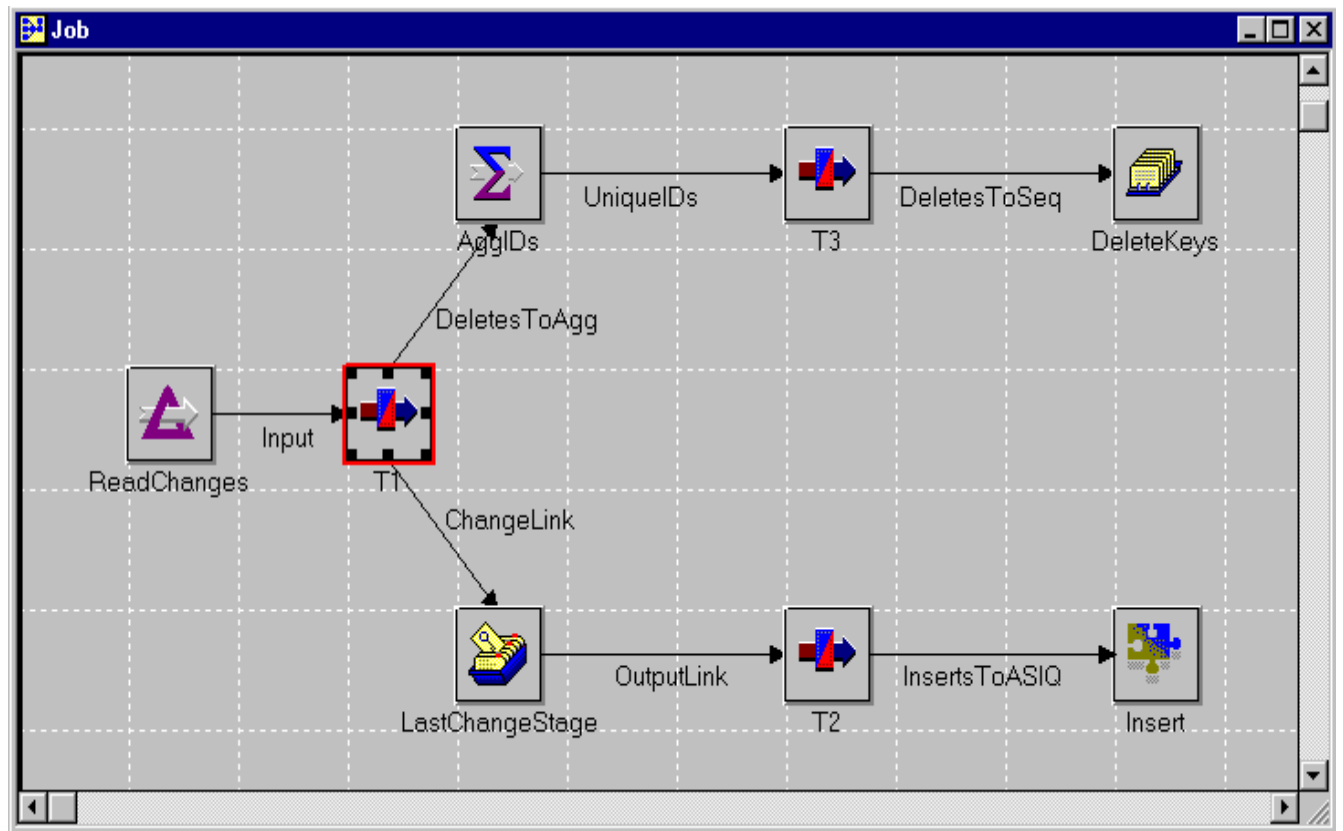 Job
UniqueIDs
DeletesToSeq
AggIDs
T3
DeleteKeys
DeletesToAgg
Input
ReadChanges
T1
ChangeLink
OutputLink
InsertsToASIQ
LastChangeStage
T2
Insert